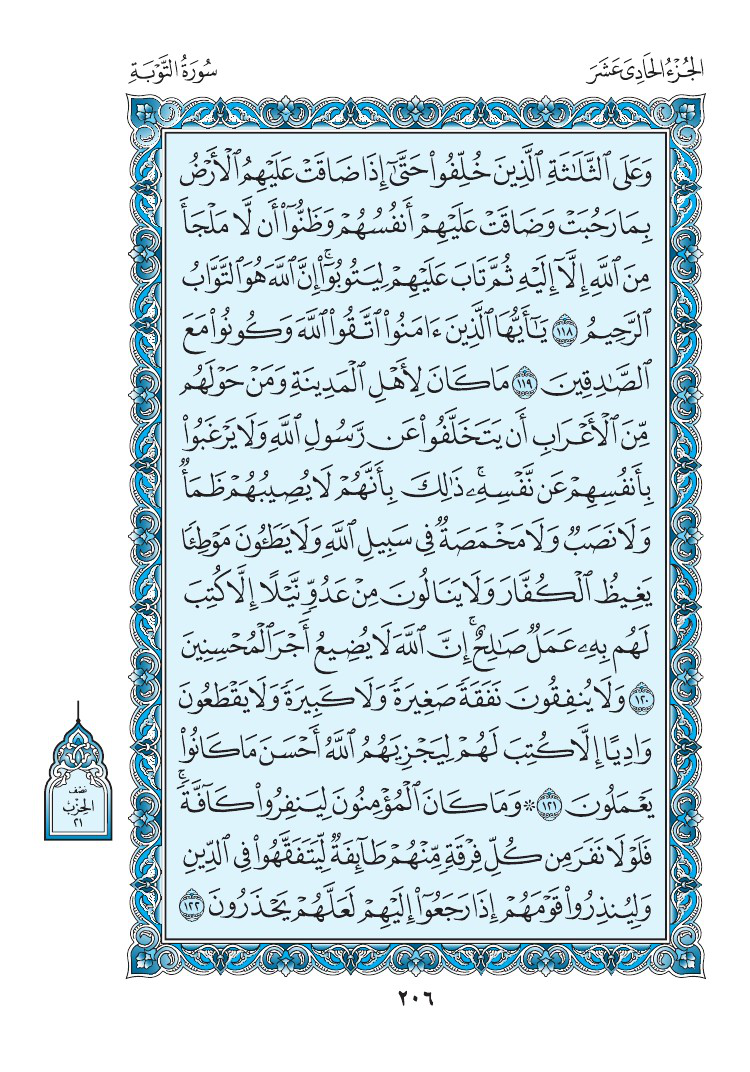 الجُزْءُ الحَادِى عَشَرَ
سُورَةُ التَّوْبَةِ
وَعَلَى ٱلثَّلَٰثَةِ ٱلَّذِينَ خُلِّفُوا۟ حَتَّىٰٓ إِذَا ضَاقَتْ عَلَيْهِمُ ٱلْأَرْضُ
بِمَا رَحُبَتْ وَضَاقَتْ عَلَيْهِمْ أَنفُسُهُمْ وَظَنُّوٓا۟ أَن لَّا مَلْجَأَ
مِنَ ٱللَّهِ إِلَّآ إِلَيْهِ ثُمَّ تَابَ عَلَيْهِمْ لِيَتُوبُوٓا۟ۚ إِنَّ ٱللَّهَ هُوَ ٱلتَّوَّابُ
ٱلرَّحِيمُ ١١٨ يَٰٓأَيُّهَا ٱلَّذِينَ ءَامَنُوا۟ ٱتَّقُوا۟ ٱللَّهَ وَكُونُوا۟ مَعَ
ٱلصَّٰدِقِينَ ١١٩ مَا كَانَ لِأَهْلِ ٱلْمَدِينَةِ وَمَنْ حَوْلَهُم
مِّنَ ٱلْأَعْرَابِ أَن يَتَخَلَّفُوا۟ عَن رَّسُولِ ٱللَّهِ وَلَا يَرْغَبُوا۟
بِأَنفُسِهِمْ عَن نَّفْسِهِۦۚ ذَٰلِكَ بِأَنَّهُمْ لَا يُصِيبُهُمْ ظَمَأٌ
وَلَا نَصَبٌ وَلَا مَخْمَصَةٌ فِى سَبِيلِ ٱللَّهِ وَلَا يَطَـُٔونَ مَوْطِئًا
يَغِيظُ ٱلْكُفَّارَ وَلَا يَنَالُونَ مِنْ عَدُوٍّ نَّيْلًا إِلَّا كُتِبَ
لَهُم بِهِۦ عَمَلٌ صَٰلِحٌۚ إِنَّ ٱللَّهَ لَا يُضِيعُ أَجْرَ ٱلْمُحْسِنِينَ
١٢٠ وَلَا يُنفِقُونَ نَفَقَةً صَغِيرَةً وَلَا كَبِيرَةً وَلَا يَقْطَعُونَ
وَادِيًا إِلَّا كُتِبَ لَهُمْ لِيَجْزِيَهُمُ ٱللَّهُ أَحْسَنَ مَا كَانُوا۟
يَعْمَلُونَ ١٢١ ۞ وَمَا كَانَ ٱلْمُؤْمِنُونَ لِيَنفِرُوا۟ كَآفَّةًۚ
فَلَوْلَا نَفَرَ مِن كُلِّ فِرْقَةٍ مِّنْهُمْ طَآئِفَةٌ لِّيَتَفَقَّهُوا۟ فِى ٱلدِّينِ
وَلِيُنذِرُوا۟ قَوْمَهُمْ إِذَا رَجَعُوٓا۟ إِلَيْهِمْ لَعَلَّهُمْ يَحْذَرُونَ ١٢٢
نِصْف
الحِزْبِ
٢١
٢٠٦